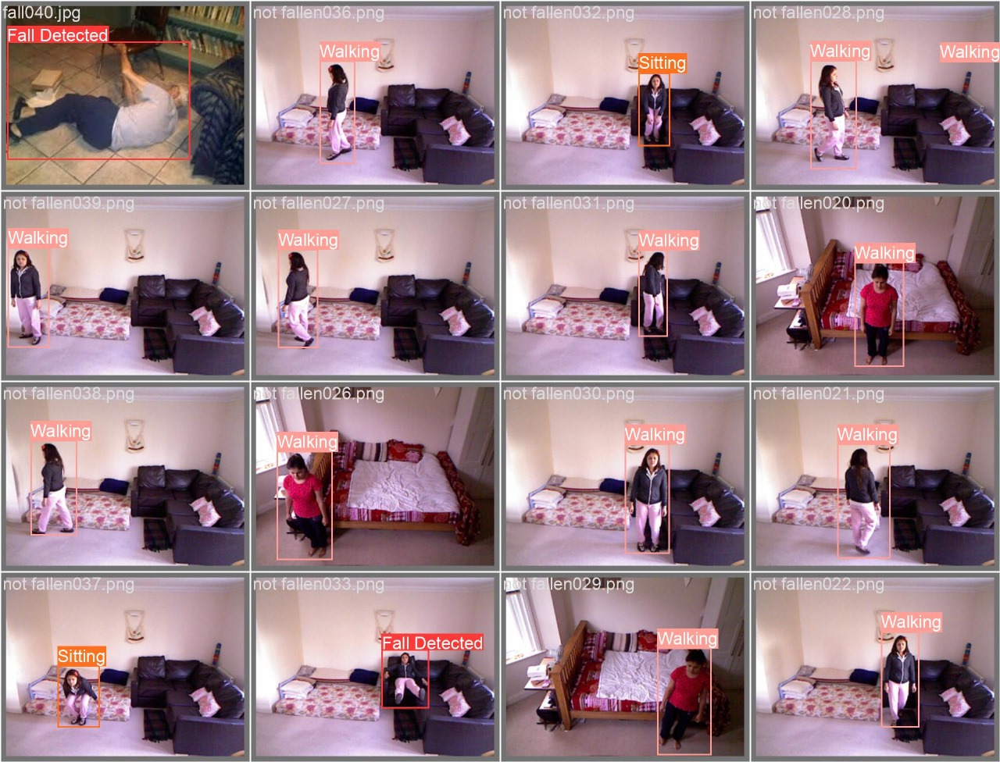 fall040.jpg
Fall Detected
not fallen036.png
Walking
not fallen032.png
Sitting
not fallen028.png
Walking
Walking
not fallen039.png
Walking
not fallen027.png
Walking
not fallen031.png
Walking
not fallen020.png
Walking
not fallen038.png
Walking
not fallen026.png
Walking
not fallen030.png
Walking
not fallen021.png
Walking
not fallen037.png
Sitting
not fallen033.png
Fall Detected
not fallen029.png
Walking
not fallen022.png
Walking